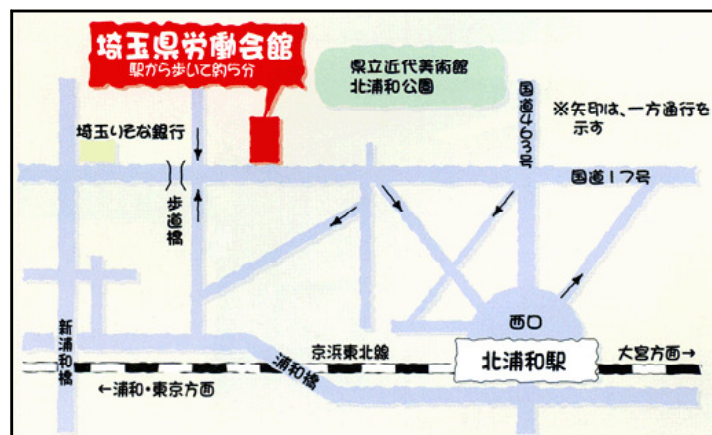 埼玉県労働会館
駅から歩いて約5分
県立近代美術館
北浦和公園
国道463号
※矢印は、一方通行を
示す
埼玉りそな銀行
国道17号
歩道橋
新浦和橋
西口
京浜東北線
浦和橋
北浦和駅
大宮方面→
←浦和・東京方面